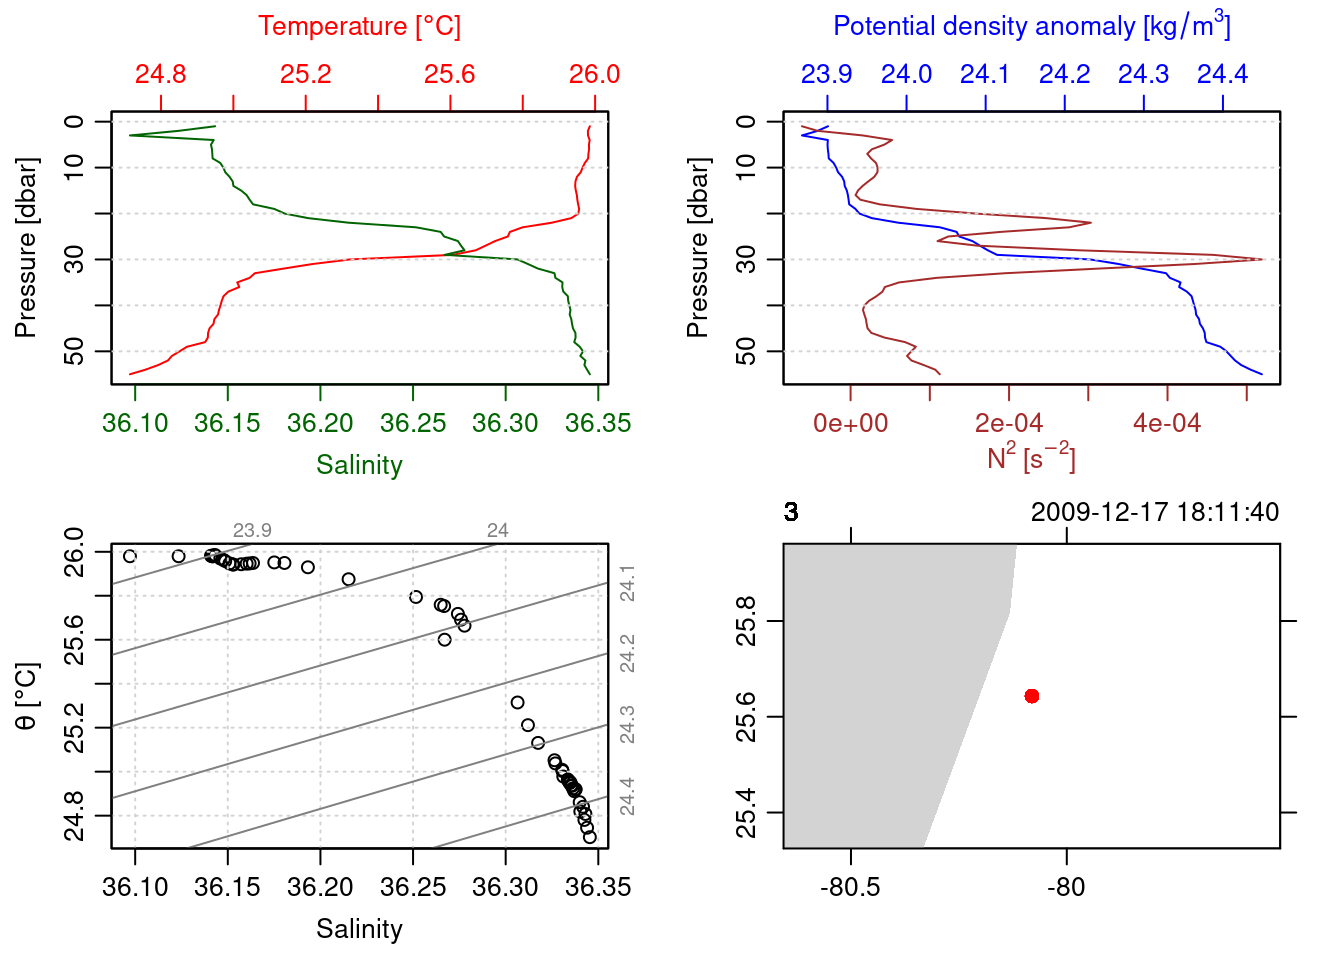 Temperature [°C]
24.8 25.2 25.6 26.0
Pressure [dbar]
0
10
30
50
36.10 36.15 36.20 36.25 36.30 36.35
Salinity
Potential density anomaly [kg/m³]
23.9 24.0 24.1 24.2 24.3 24.4
Pressure [dbar]
0
10
30
50
0e+00 2e-04 4e-04
N² [s⁻²]
23.9 24
θ [°C]
26.0
25.6
25.2
24.8
24.1
24.2
24.3
24.4
36.10 36.15 36.20 36.25 36.30 36.35
Salinity
3 2009-12-17 18:11:40
25.8
25.6
25.4
-80.5 -80